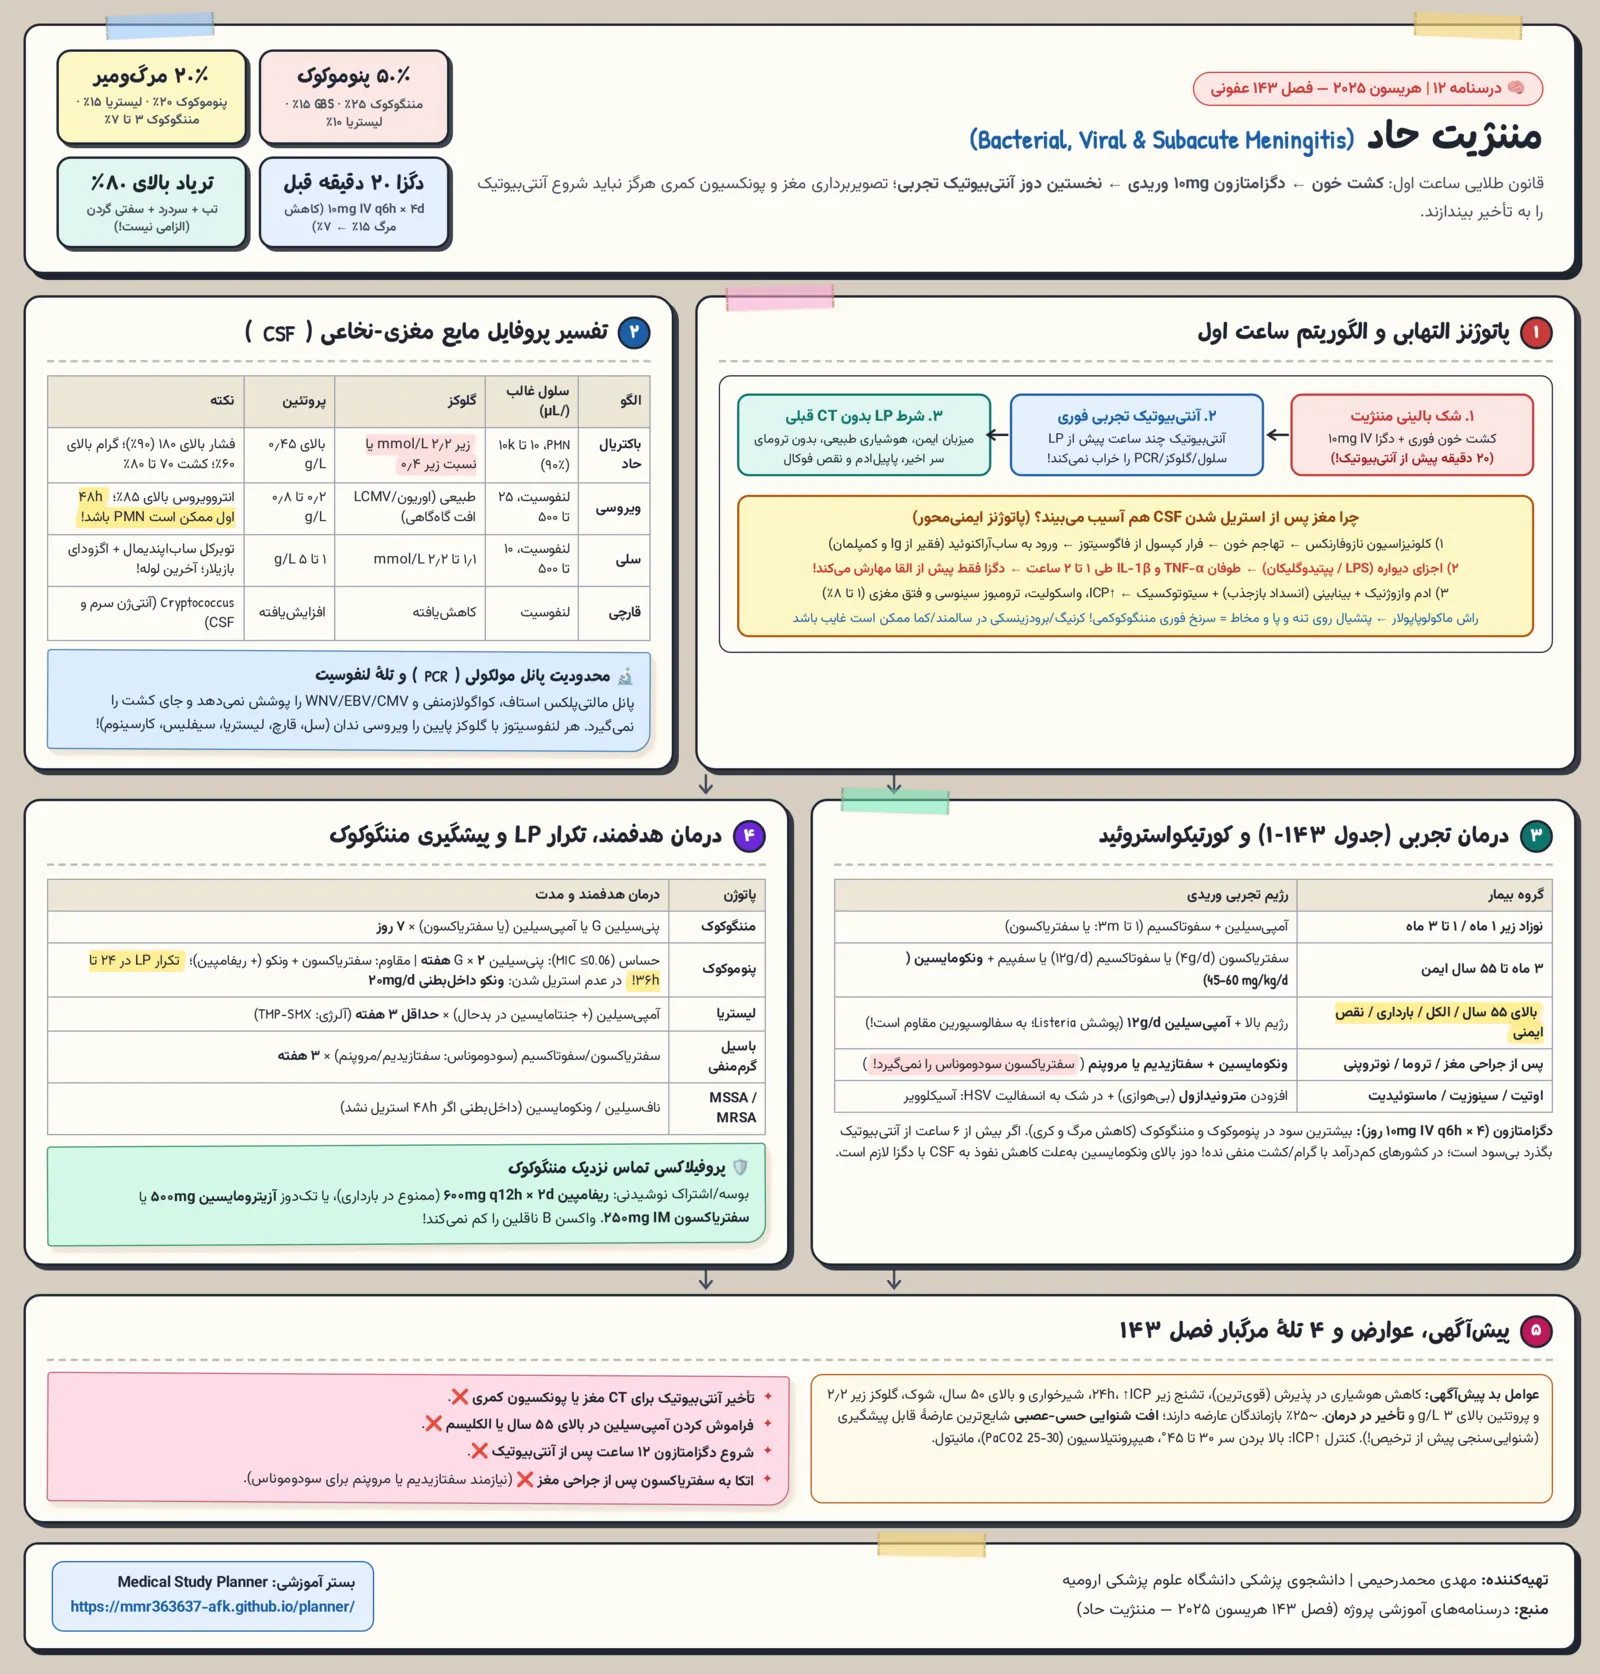 🧠 درسنامه ۱۲ | هریسون ۲۰۲۵ — فصل ۱۴۳ عفونی
مننژیت حاد (Bacterial, Viral & Subacute Meningitis)
قانون طلایی ساعت اول: کشت خون ← دگزامتازون ۱۰mg وریدی ← نخستین دوز آنتی‌بیوتیک تجربی؛ تصویربرداری مغز و پونکسیون کمری هرگز نباید شروع آنتی‌بیوتیک
را به تأخیر بیندازند.
۵۰٪ پنوموکوک
مننگوکوک ۲۵٪ · GBS ۱۵٪ ·
لیستریا ۱۰٪
۲۰٪ مرگ‌ومیر
پنوموکوک ۲۰٪ · لیستریا ۱۵٪ ·
مننگوکوک ۳ تا ۷٪
دگزا ۲۰ دقیقه قبل
۱۰mg IV q6h × ۴d (کاهش
مرگ ۱۵٪ ← ۷٪)
تریاد بالای ۸۰٪
تب + سردرد + سفتی گردن
(الزامی نیست!)
۱ پاتوژنز التهابی و الگوریتم ساعت اول
۱. شک بالینی مننژیت
کشت خون فوری + دگزا ۱۰mg IV
(۲۰ دقیقه پیش از آنتی‌بیوتیک!)
۲. آنتی‌بیوتیک تجربی فوری
آنتی‌بیوتیک چند ساعت پیش از LP
سلول/گلوکز/PCR را خراب نمی‌کند!
۳. شرط LP بدون CT قبلی
میزبان ایمن، هوشیاری طبیعی، بدون ترومای
سر اخیر، پاپیل‌ادم و نقص فوکال
چرا مغز پس از استریل شدن CSF هم آسیب می‌بیند؟ (پاتوژنز ایمنی‌محور)
۱) کلونیزاسیون نازوفارنکس ← تهاجم خون ← فرار کپسول از فاگوسیتوز ← ورود به ساب‌آراکنوئید (فقیر از Ig و کمپلمان)
۲) اجزای دیواره (LPS / پپتیدوگلیکان) ← طوفان TNF-α و IL-1β طی ۱ تا ۲ ساعت ← دگزا فقط پیش از القا مهارش می‌کند!
۳) ادم وازوژنیک + بینابینی (انسداد بازجذب) + سیتوتوکسیک ← ICP↑، واسکولیت، ترومبوز سینوسی و فتق مغزی (۱ تا ۸٪)
راش ماکولوپاپولار ← پتشیال روی تنه و پا و مخاط = سرنخ فوری مننگوکوکمی! کرنیگ/برودزینسکی در سالمند/کما ممکن است غایب باشد
۲ تفسیر پروفایل مایع مغزی-نخاعی ( CSF )
الگو | سلول غالب (/µL) | گلوکز | پروتئین | نکته
باکتریال حاد | PMN، ۱۰ تا ۱۰k (۹۰٪) | زیر ۲٫۲ mmol/L یا نسبت زیر ۰٫۴ | بالای ۰٫۴۵ g/L | فشار بالای ۱۸۰ (۹۰٪)؛ گرام بالای ۶۰٪؛ کشت ۷۰ تا ۸۰٪
ویروسی | لنفوسیت، ۲۵ تا ۵۰۰ | طبیعی (اوریون/LCMV افت گاه‌گاهی) | ۰٫۲ تا ۰٫۸ g/L | انتروویروس بالای ۸۵٪؛ ۴۸h اول ممکن است PMN باشد!
سلی | لنفوسیت، ۱۰ تا ۵۰۰ | ۱٫۱ تا ۲٫۲ mmol/L | ۱ تا ۵ g/L | توبرکل ساب‌اپندیمال + اگزودای بازیلار؛ آخرین لوله!
قارچی | لنفوسیت | کاهش‌یافته | افزایش‌یافته | Cryptococcus (آنتی‌ژن سرم و CSF)
🔬 محدودیت پانل مولکولی ( PCR ) و تلهٔ لنفوسیت
پانل مالتی‌پلکس استاف، کواگولازمنفی و WNV/EBV/CMV را پوشش نمی‌دهد و جای کشت را
نمی‌گیرد. هر لنفوسیتوز با گلوکز پایین را ویروسی ندان (سل، قارچ، لیستریا، سیفلیس، کارسینوم)!
۳ درمان تجربی (جدول ۱۴۳-۱) و کورتیکواستروئید
گروه بیمار | رژیم تجربی وریدی
نوزاد زیر ۱ ماه / ۱ تا ۳ ماه | آمپی‌سیلین + سفوتاکسیم (۱ تا ۳m: یا سفتریاکسون)
۳ ماه تا ۵۵ سال ایمن | سفتریاکسون (۴g/d) یا سفوتاکسیم (۱۲g/d) یا سفپیم + ونکومایسین (45-60 mg/kg/d)
بالای ۵۵ سال / الکل / بارداری / نقص ایمنی | رژیم بالا + آمپی‌سیلین ۱۲g/d (پوشش Listeria؛ به سفالوسپورین مقاوم است!)
پس از جراحی مغز / تروما / نوتروپنی | ونکومایسین + سفتازیدیم یا مروپنم ( سفتریاکسون سودوموناس را نمی‌گیرد! )
اوتیت / سینوزیت / ماستوئیدیت | افزودن مترونیدازول (بی‌هوازی) + در شک به انسفالیت HSV: آسیکلوویر
دگزامتازون (۱۰mg IV q6h × ۴ روز): بیشترین سود در پنوموکوک و مننگوکوک (کاهش مرگ و کری). اگر بیش از ۶ ساعت از آنتی‌بیوتیک
بگذرد بی‌سود است؛ در کشورهای کم‌درآمد با گرام/کشت منفی نده! دوز بالای ونکومایسین به‌علت کاهش نفوذ به CSF با دگزا لازم است.
۴ درمان هدفمند، تکرار LP و پیشگیری مننگوکوک
پاتوژن | درمان هدفمند و مدت
مننگوکوک | پنی‌سیلین G یا آمپی‌سیلین (یا سفتریاکسون) × ۷ روز
پنوموکوک | حساس (MIC ≤0.06): پنی‌سیلین G × ۲ هفته | مقاوم: سفتریاکسون + ونکو (+ ریفامپین)؛ تکرار LP در ۲۴ تا ۳۶h! در عدم استریل شدن: ونکو داخل‌بطنی ۲۰mg/d
لیستریا | آمپی‌سیلین (+ جنتامایسین در بدحال) × حداقل ۳ هفته (آلرژی: TMP-SMX)
باسیل گرم‌منفی | سفتریاکسون/سفوتاکسیم (سودوموناس: سفتازیدیم/مروپنم) × ۳ هفته
MSSA / MRSA | نافسیلین / ونکومایسین (داخل‌بطنی اگر ۴۸h استریل نشد)
🛡️ پروفیلاکسی تماس نزدیک مننگوکوک
بوسه/اشتراک نوشیدنی: ریفامپین ۶۰۰mg q12h × ۲d (ممنوع در بارداری)، یا تک‌دوز آزیترومایسین ۵۰۰mg یا
سفتریاکسون ۲۵۰mg IM. واکسن B ناقلین را کم نمی‌کند!
۵ پیش‌آگهی، عوارض و ۴ تلهٔ مرگبار فصل ۱۴۳
عوامل بد پیش‌آگهی: کاهش هوشیاری در پذیرش (قوی‌ترین)، تشنج زیر ۲۴h، ↑ICP، شیرخواری و بالای ۵۰ سال، شوک، گلوکز زیر ۲٫۲
و پروتئین بالای ۳ g/L و تأخیر در درمان. ~۲۵٪ بازماندگان عارضه دارند؛ افت شنوایی حسی-عصبی شایع‌ترین عارضهٔ قابل پیشگیری
(شنوایی‌سنجی پیش از ترخیص!). کنترل ICP↑: بالا بردن سر ۳۰ تا ۴۵°، هیپرونتیلاسیون (PaCO2 25-30)، مانیتول.
✦ تأخیر آنتی‌بیوتیک برای CT مغز یا پونکسیون کمری ❌.
✦ فراموش کردن آمپی‌سیلین در بالای ۵۵ سال یا الکلیسم ❌.
✦ شروع دگزامتازون ۱۲ ساعت پس از آنتی‌بیوتیک ❌.
✦ اتکا به سفتریاکسون پس از جراحی مغز ❌ (نیازمند سفتازیدیم یا مروپنم برای سودوموناس).
تهیه‌کننده: مهدی محمدرحیمی | دانشجوی پزشکی دانشگاه علوم پزشکی ارومیه
منبع: درسنامه‌های آموزشی پروژه (فصل ۱۴۳ هریسون ۲۰۲۵ — مننژیت حاد)
بستر آموزشی: Medical Study Planner
https://mmr363637-afk.github.io/planner/